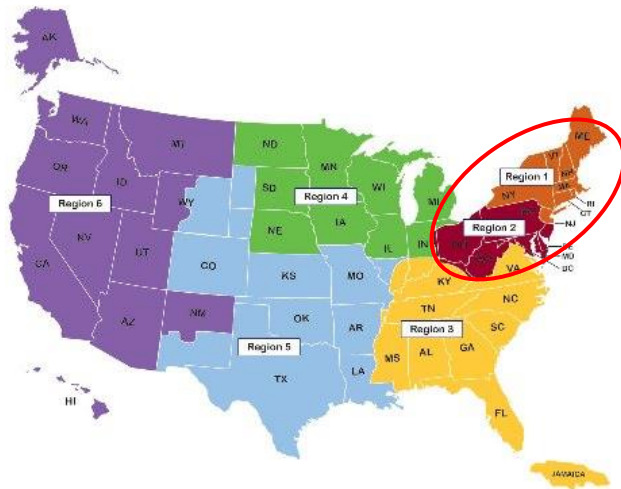 AK
WA
MT
ND
MN
ME
VT
NH
OR
ID
SD
WI
MI
Region 1
MA
NY
RI
CT
Region 6
WY
Region 4
IA
NE
NJ
Region 2
NV
UT
CO
IL
IN
DE
MD
DC
VA
CA
KS
MO
KY
NC
AZ
NM
OK
AR
TN
Region 3
SC
Region 5
MS
AL
GA
TX
LA
HI
FL
JAMAICA